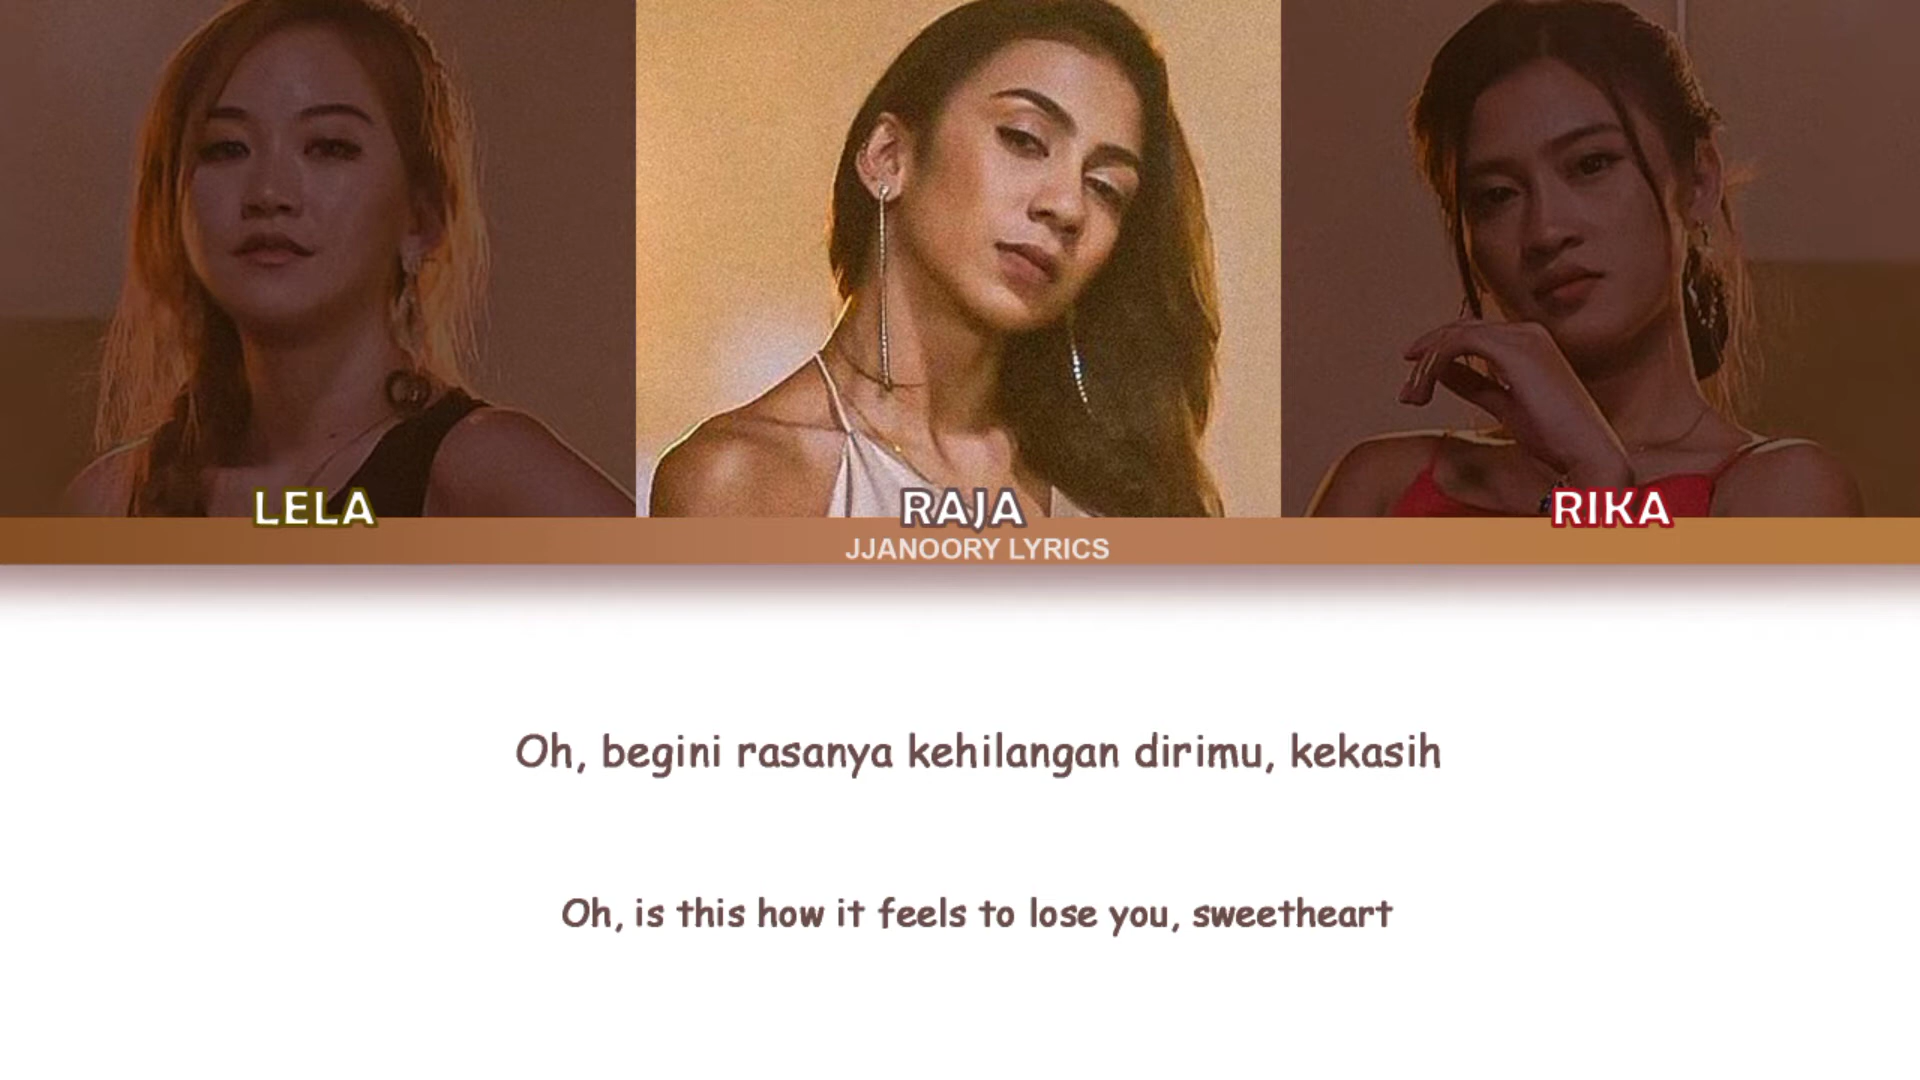 LELA
RAJA
RIKA
JJANOORY LYRICS
Oh, begini rasanya kehilangan dirimu, kekasih
Oh, is this how it feels to lose you, sweetheart